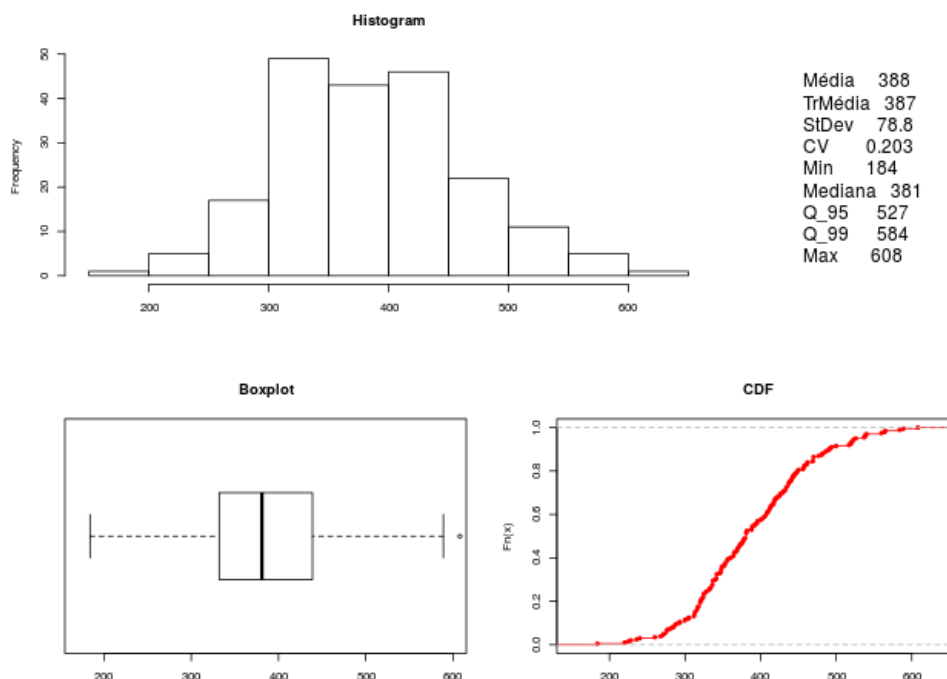 Histogram
Frequency
50
40
30
20
10
0
200 300 400 500 600
Média 388
TrMédia 387
StDev 78.8
CV 0.203
Min 184
Mediana 381
Q_95 527
Q_99 584
Max 608
Boxplot
200 300 400 500 600
CDF
Fn(x)
1.0
0.8
0.6
0.4
0.2
0.0
200 300 400 500 600